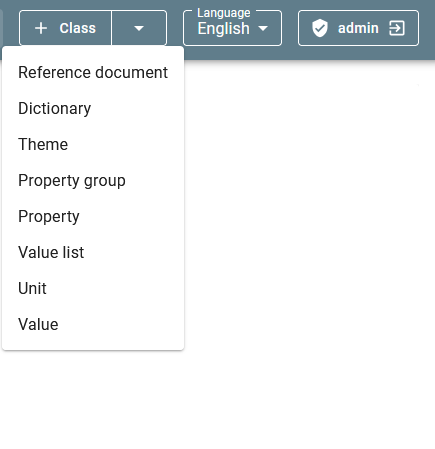 Class
Language
English
admin
Reference document
Dictionary
Theme
Property group
Property
Value list
Unit
Value